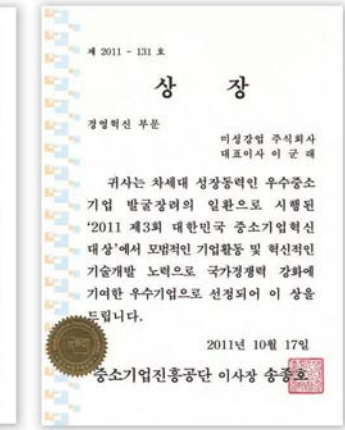 제 2011 - 131 호
상 장
경영혁신 부문
미성강업 주식회사
대표이사 이 군 래
귀사는 차세대 성장동력인 우수중소
기업 발굴장려의 일환으로 시행된
‘2011 제3회 대한민국 중소기업혁신
대상’에서 모범적인 기업활동 및 혁신적인
기술개발 노력으로 국가경쟁력 강화에
기여한 우수기업으로 선정되어 이 상을
드립니다.
2011년 10월 17일
중소기업진흥공단 이사장 송종호